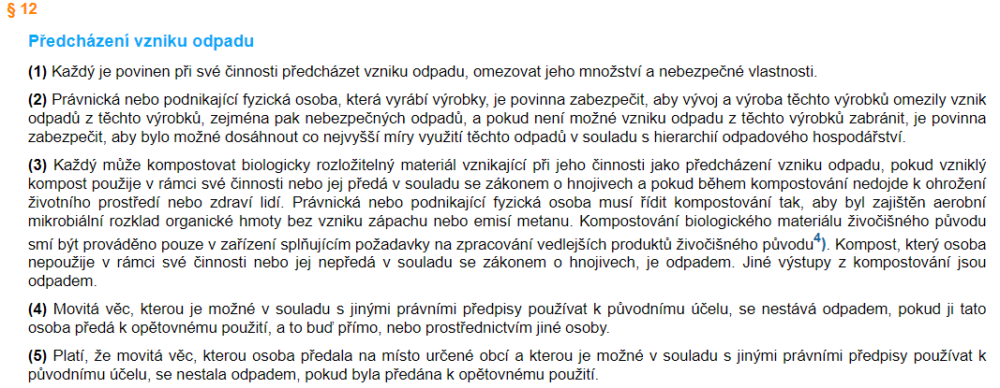 § 12
Předcházení vzniku odpadu
(1) Každý je povinen při své činnosti předcházet vzniku odpadu, omezovat jeho množství a nebezpečné vlastnosti.
(2) Právnická nebo podnikající fyzická osoba, která vyrábí výrobky, je povinna zabezpečit, aby vývoj a výroba těchto výrobků omezily vznik
odpadů z těchto výrobků, zejména pak nebezpečných odpadů, a pokud není možné vzniku odpadu z těchto výrobků zabránit, je povinna
zabezpečit, aby bylo možné dosáhnout co nejvyšší míry využití těchto odpadů v souladu s hierarchií odpadového hospodářství.
(3) Každý může kompostovat biologicky rozložitelný materiál vznikající při jeho činnosti jako předcházení vzniku odpadu, pokud vzniklý
kompost použije v rámci své činnosti nebo jej předá v souladu se zákonem o hnojivech a pokud během kompostování nedojde k ohrožení
životního prostředí nebo zdraví lidí. Právnická nebo podnikající fyzická osoba musí řídit kompostování tak, aby byl zajištěn aerobní
mikrobiální rozklad organické hmoty bez vzniku zápachu nebo emisí metanu. Kompostování biologického materiálu živočišného původu
smí být prováděno pouze v zařízení splňujícím požadavky na zpracování vedlejších produktů živočišného původu4). Kompost, který osoba
nepoužije v rámci své činnosti nebo jej nepředá v souladu se zákonem o hnojivech, je odpadem. Jiné výstupy z kompostování jsou
odpadem.
(4) Movitá věc, kterou je možné v souladu s jinými právními předpisy používat k původnímu účelu, se nestává odpadem, pokud ji tato
osoba předá k opětovnému použití, a to buď přímo, nebo prostřednictvím jiné osoby.
(5) Platí, že movitá věc, kterou osoba předala na místo určené obcí a kterou je možné v souladu s jinými právními předpisy používat k
původnímu účelu, se nestala odpadem, pokud byla předána k opětovnému použití.